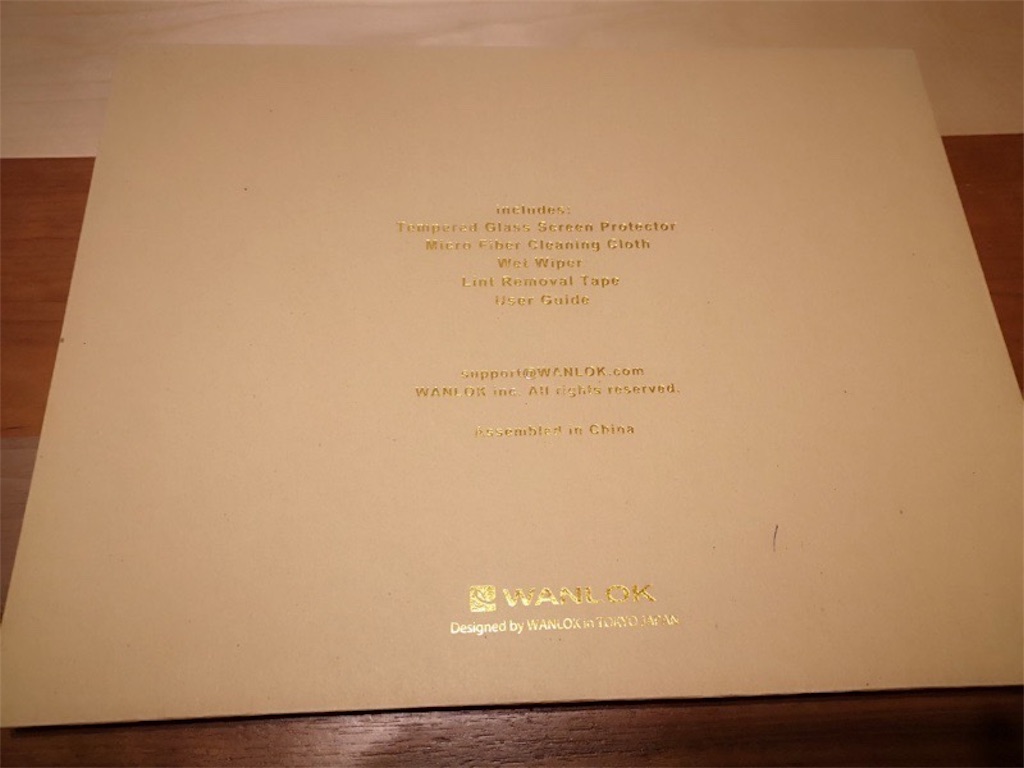 includes:
Tempered Glass Screen Protector
Micro Fiber Cleaning Cloth
Wet Wiper
Lint Removal Tape
User Guide
support@WANLOK.com
WANLOK inc. All rights reserved.
Assembled in China
WANLOK
Designed by WANLOK in TOKYO JAPAN